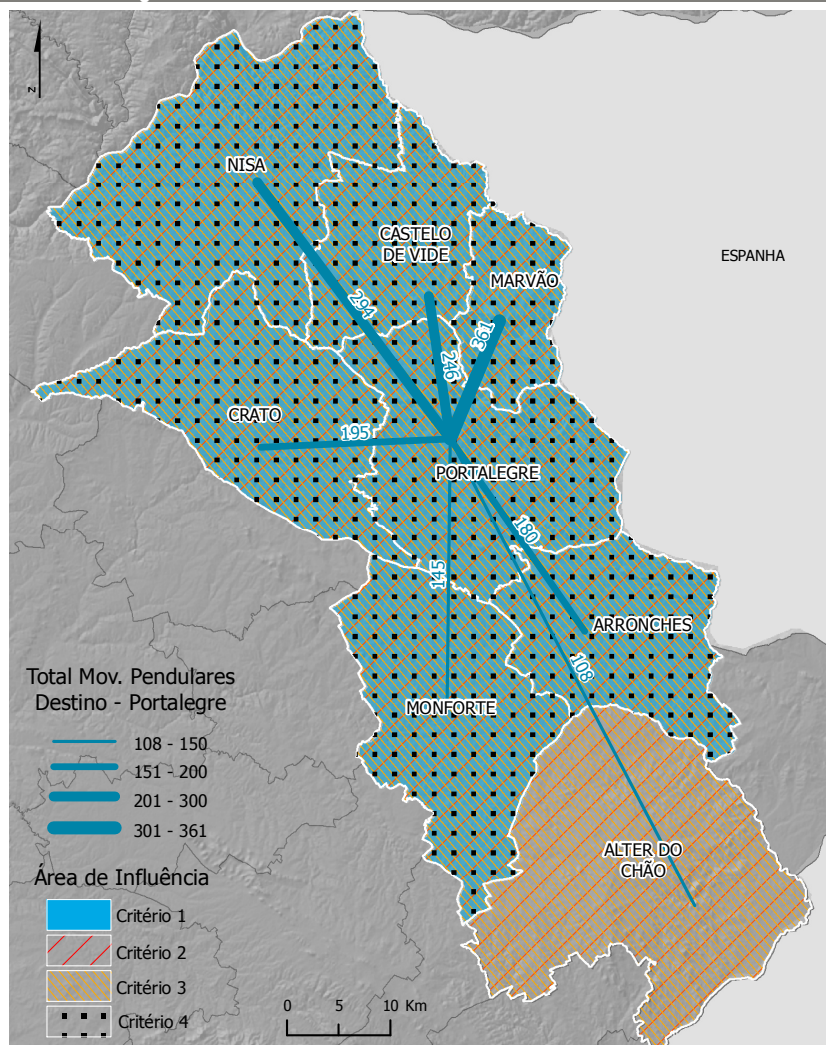 Z
NISA
CASTELO
DE VIDE
MARVÃO
ESPANHA
294
246
361
CRATO
195
PORTALEGRE
180
145
ARRONCHES
108
MONFORTE
ALTER DO
CHÃO
Total Mov. Pendulares
Destino - Portalegre
108 - 150
151 - 200
201 - 300
301 - 361
Área de Influência
Critério 1
Critério 2
Critério 3
Critério 4
0 5 10 Km